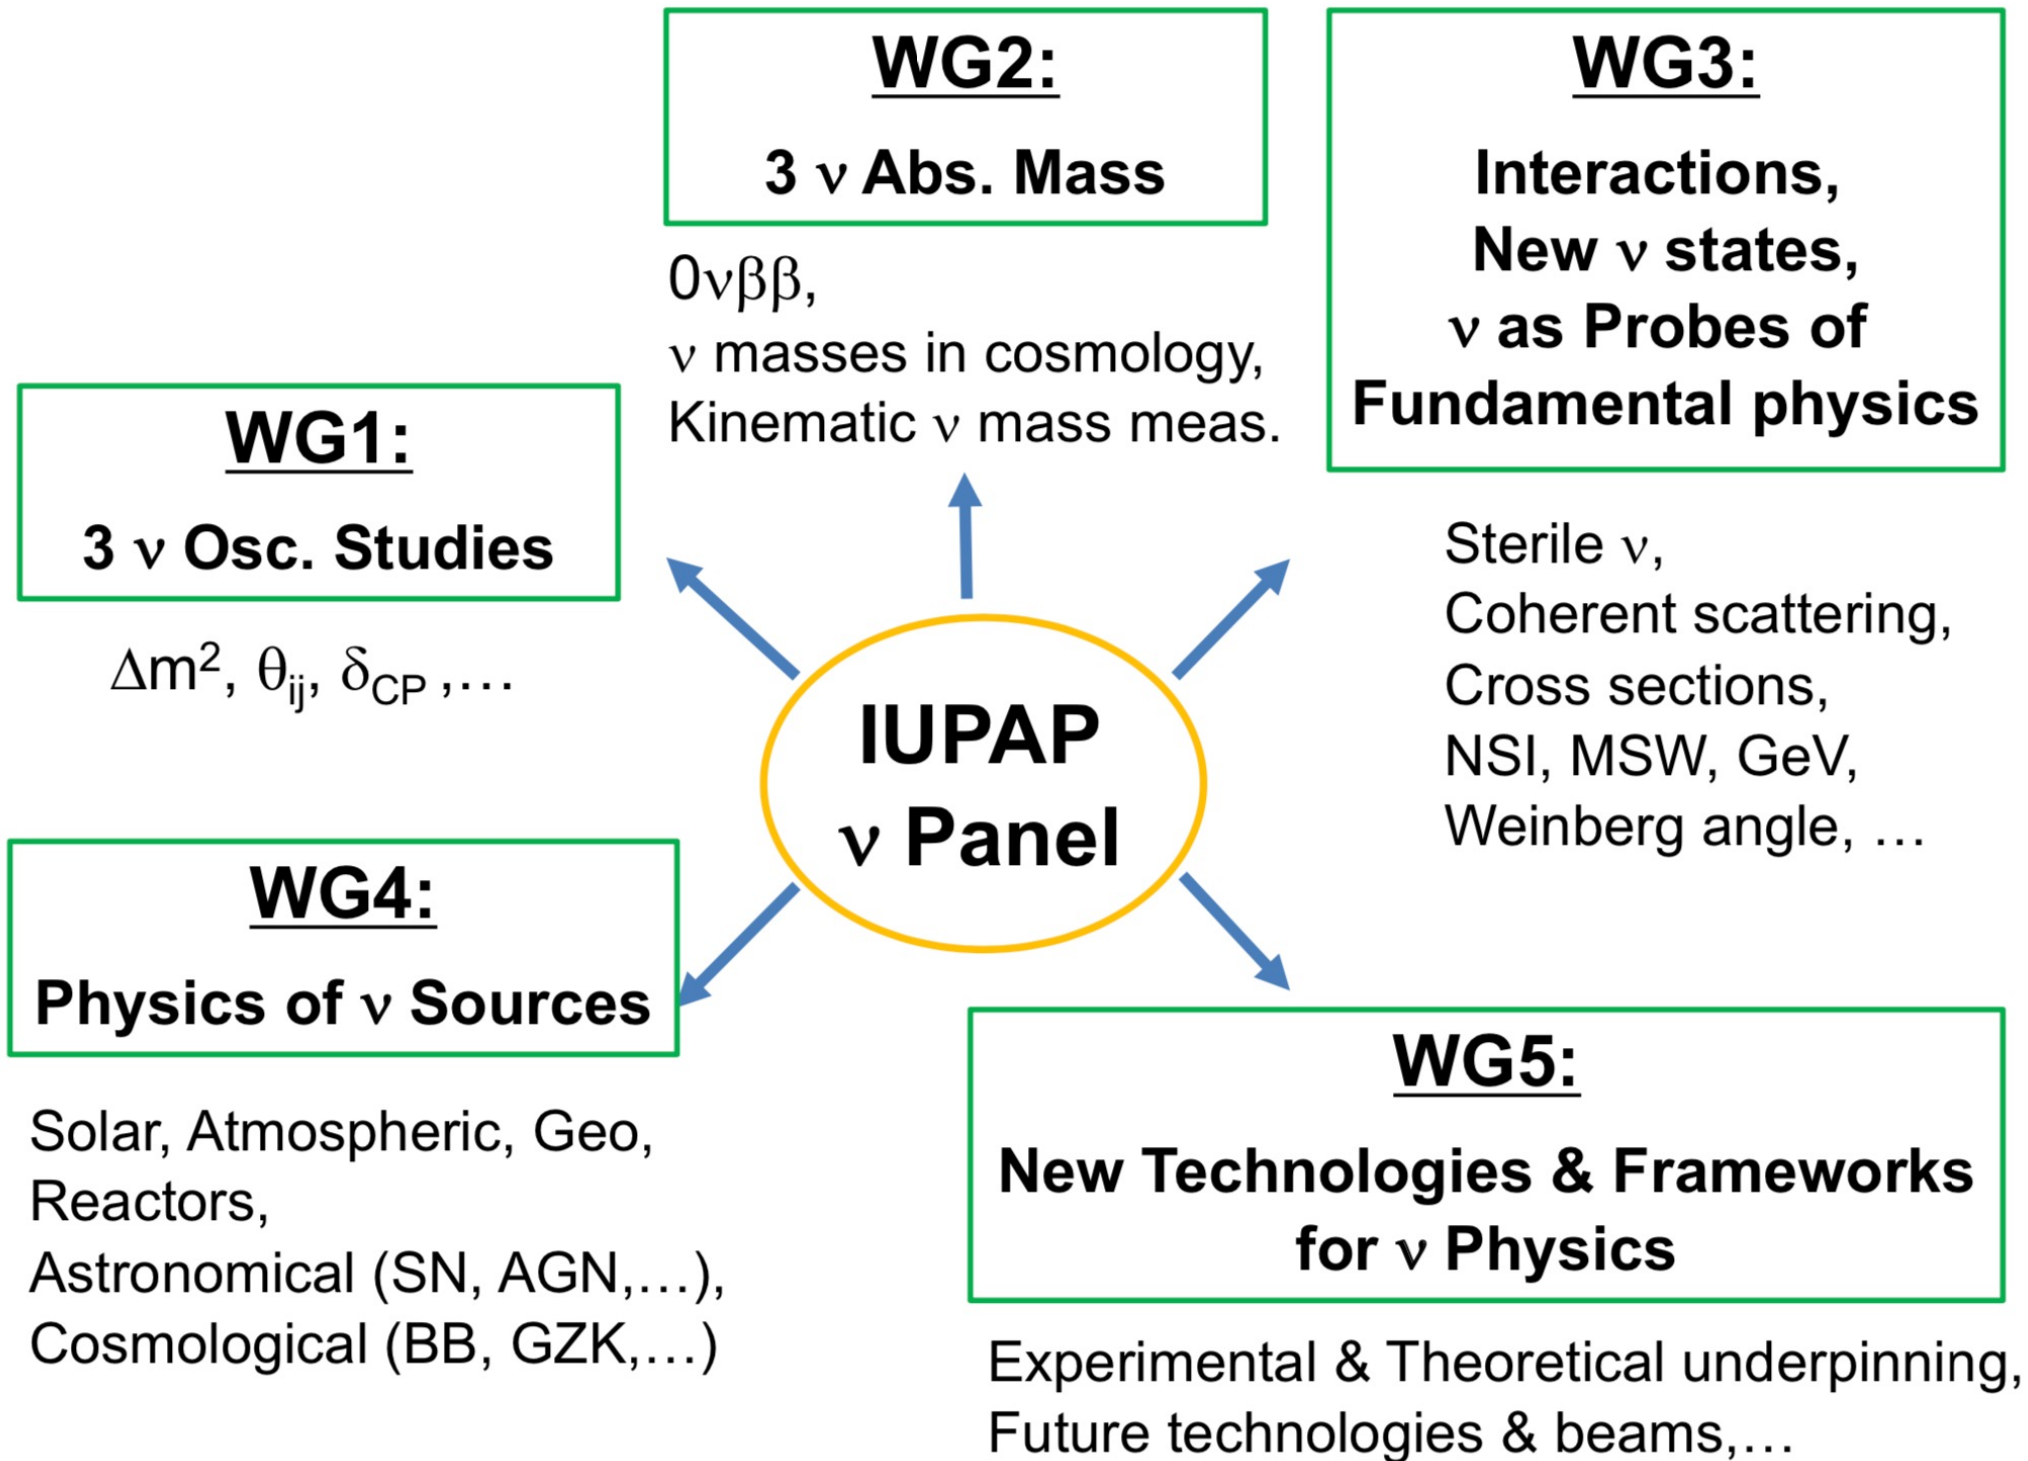 WG1:
3 ν Osc. Studies
Δm², θij, δCP ,…
WG2:
3 ν Abs. Mass
0νββ,
ν masses in cosmology,
Kinematic ν mass meas.
WG3:
Interactions,
New ν states,
ν as Probes of
Fundamental physics
Sterile ν,
Coherent scattering,
Cross sections,
NSI, MSW, GeV,
Weinberg angle, …
IUPAP
ν Panel
WG4:
Physics of ν Sources
Solar, Atmospheric, Geo,
Reactors,
Astronomical (SN, AGN,…),
Cosmological (BB, GZK,…)
WG5:
New Technologies & Frameworks
for ν Physics
Experimental & Theoretical underpinning,
Future technologies & beams,…